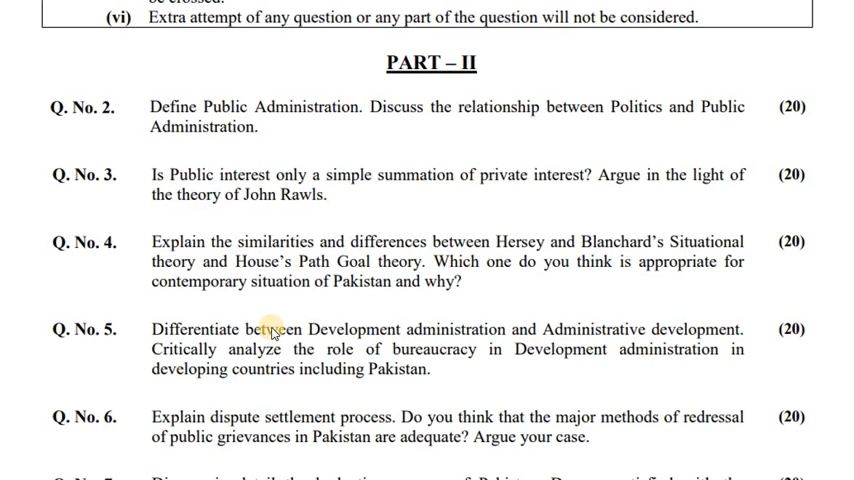 (vi) Extra attempt of any question or any part of the question will not be considered.
PART – II
Q. No. 2. Define Public Administration. Discuss the relationship between Politics and Public (20)
Administration.
Q. No. 3. Is Public interest only a simple summation of private interest? Argue in the light of (20)
the theory of John Rawls.
Q. No. 4. Explain the similarities and differences between Hersey and Blanchard's Situational (20)
theory and House's Path Goal theory. Which one do you think is appropriate for
contemporary situation of Pakistan and why?
Q. No. 5. Differentiate between Development administration and Administrative development. (20)
Critically analyze the role of bureaucracy in Development administration in
developing countries including Pakistan.
Q. No. 6. Explain dispute settlement process. Do you think that the major methods of redressal (20)
of public grievances in Pakistan are adequate? Argue your case.